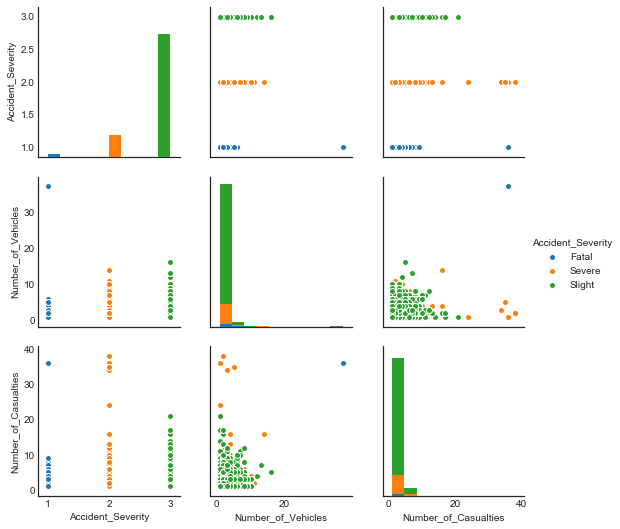 Accident_Severity
3.0
2.5
2.0
1.5
1.0
Number_of_Vehicles
30
20
10
0
Accident_Severity
Fatal
Severe
Slight
Number_of_Casualties
40
30
20
10
0
1 2 3
Accident_Severity
20
Number_of_Vehicles
0 20 40
Number_of_Casualties